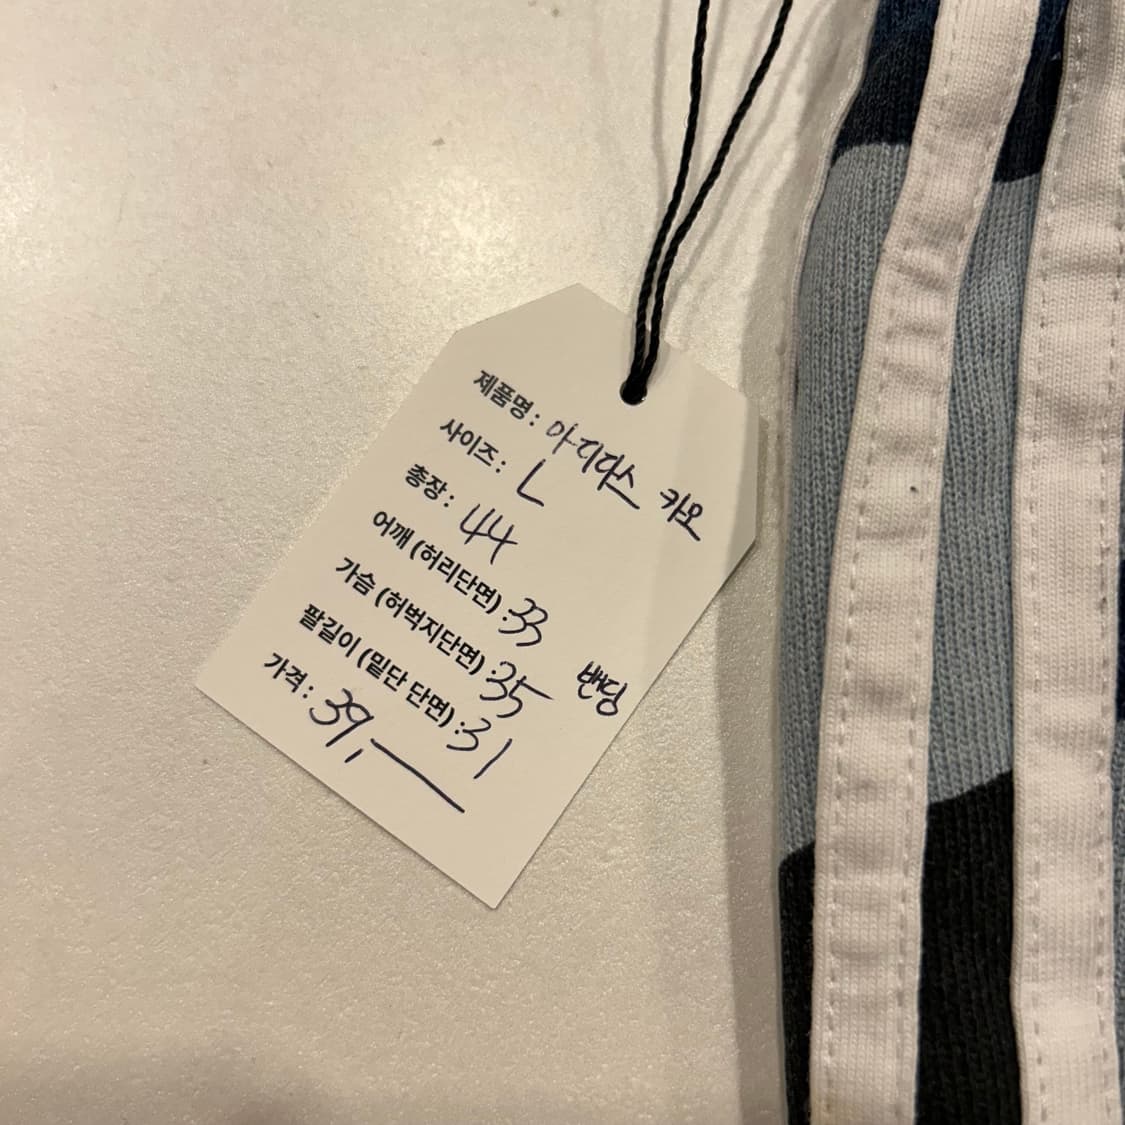 제품명 : 아디다스 카모
사이즈 : L
총장 : 44
어깨 (허리단면) : 33 밴딩
가슴 (허벅지단면) : 35
팔길이 (밑단 단면) : 31
가격 : 39,—